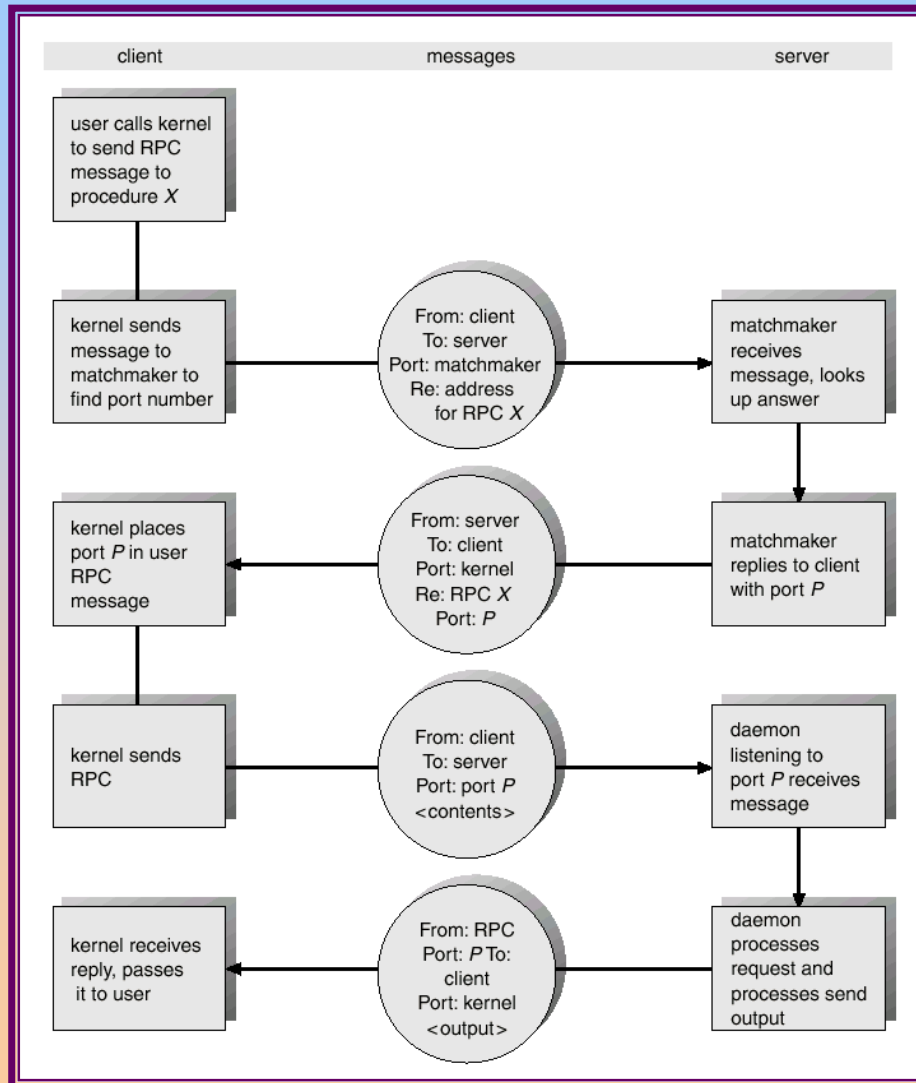 client messages server
user calls kernel
to send RPC
message to
procedure X
kernel sends
message to
matchmaker to
find port number
From: client
To: server
Port: matchmaker
Re: address
for RPC X
matchmaker
receives
message, looks
up answer
kernel places
port P in user
RPC
message
From: server
To: client
Port: kernel
Re: RPC X
Port: P
matchmaker
replies to client
with port P
kernel sends
RPC
From: client
To: server
Port: port P
<contents>
daemon
listening to
port P receives
message
kernel receives
reply, passes
it to user
From: RPC
Port: P To:
client
Port: kernel
<output>
daemon
processes
request and
processes send
output